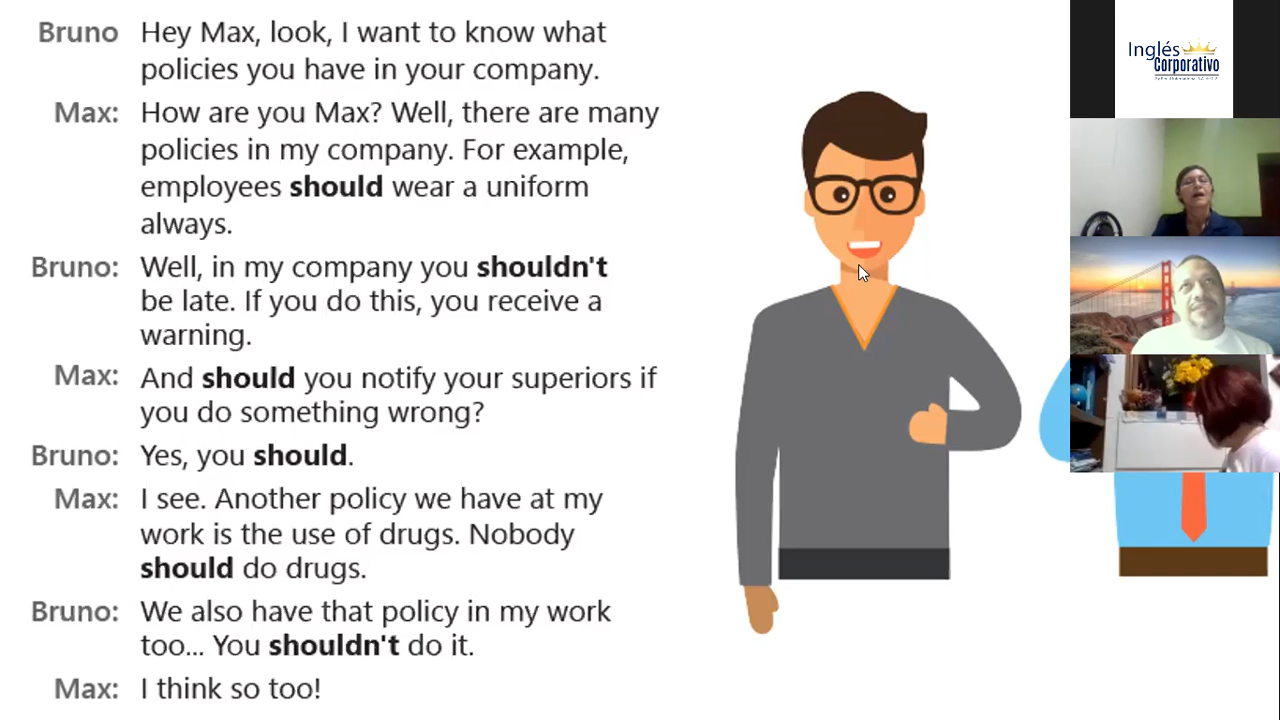 Bruno Hey Max, look, I want to know what
policies you have in your company.
Max: How are you Max? Well, there are many
policies in my company. For example,
employees should wear a uniform
always.
Bruno: Well, in my company you shouldn't
be late. If you do this, you receive a
warning.
Max: And should you notify your superiors if
you do something wrong?
Bruno: Yes, you should.
Max: I see. Another policy we have at my
work is the use of drugs. Nobody
should do drugs.
Bruno: We also have that policy in my work
too... You shouldn't do it.
Max: I think so too!
Inglés
Corporativo